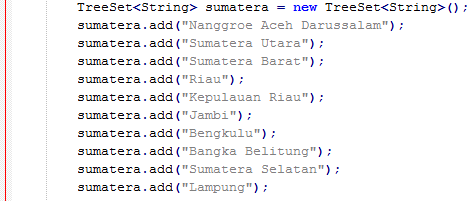 TreeSet<String> sumatera = new TreeSet<String>();
sumatera.add("Nanggroe Aceh Darussalam");
sumatera.add("Sumatera Utara");
sumatera.add("Sumatera Barat");
sumatera.add("Riau");
sumatera.add("Kepulauan Riau");
sumatera.add("Jambi");
sumatera.add("Bengkulu");
sumatera.add("Bangka Belitung");
sumatera.add("Sumatera Selatan");
sumatera.add("Lampung");